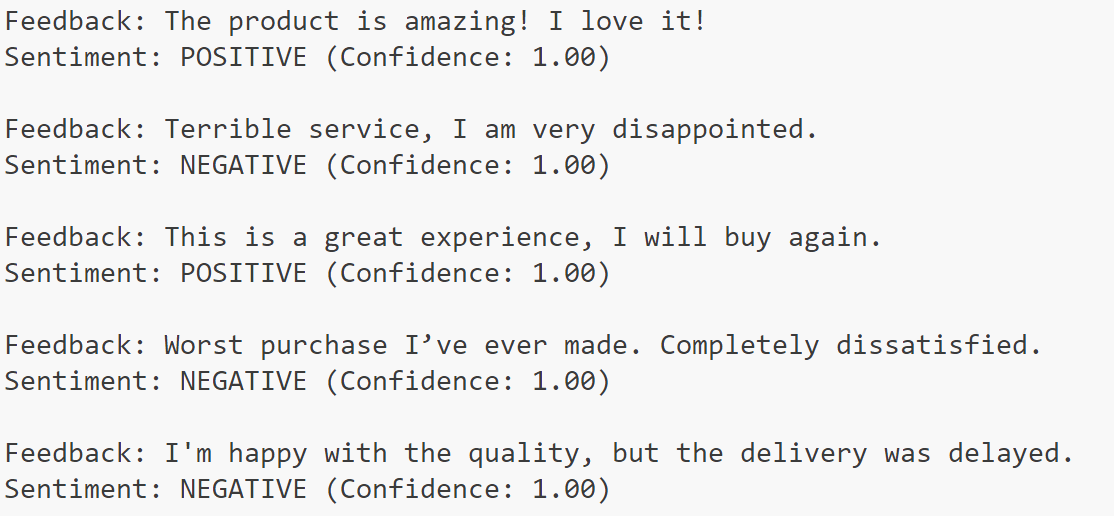 Feedback: The product is amazing! I love it!
Sentiment: POSITIVE (Confidence: 1.00)
Feedback: Terrible service, I am very disappointed.
Sentiment: NEGATIVE (Confidence: 1.00)
Feedback: This is a great experience, I will buy again.
Sentiment: POSITIVE (Confidence: 1.00)
Feedback: Worst purchase I’ve ever made. Completely dissatisfied.
Sentiment: NEGATIVE (Confidence: 1.00)
Feedback: I'm happy with the quality, but the delivery was delayed.
Sentiment: NEGATIVE (Confidence: 1.00)